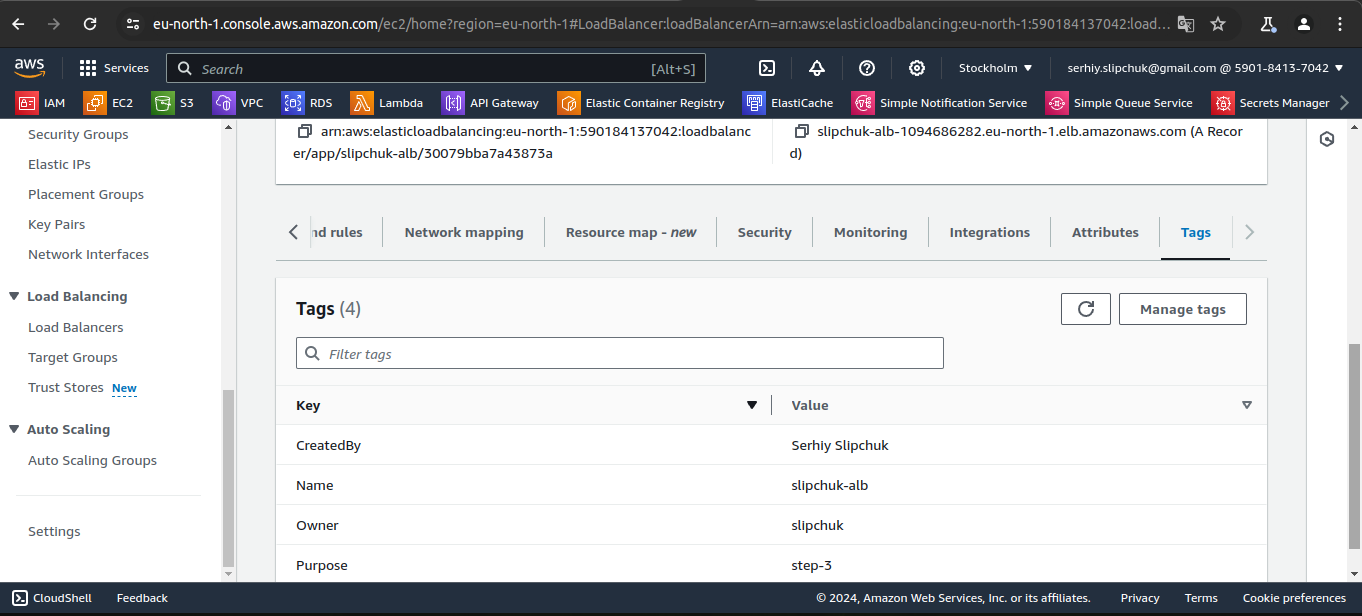 eu-north-1.console.aws.amazon.com/ec2/home?region=eu-north-1#LoadBalancer:loadBalancerArn=arn:aws:elasticloadbalancing:eu-north-1:590184137042:load...
aws Services Search [Alt+S] Stockholm serhiy.slipchuk@gmail.com @ 5901-8413-7042
IAM EC2 S3 VPC RDS Lambda API Gateway Elastic Container Registry ElastiCache Simple Notification Service Simple Queue Service Secrets Manager
Security Groups
Elastic IPs
Placement Groups
Key Pairs
Network Interfaces
Load Balancing
Load Balancers
Target Groups
Trust Stores New
Auto Scaling
Auto Scaling Groups
Settings
arn:aws:elasticloadbalancing:eu-north-1:590184137042:loadbalanc
er/app/slipchuk-alb/30079bba7a43873a
slipchuk-alb-1094686282.eu-north-1.elb.amazonaws.com (A Recor
d)
nd rules Network mapping Resource map - new Security Monitoring Integrations Attributes Tags
Tags (4) Manage tags
Filter tags
Key Value
CreatedBy Serhiy Slipchuk
Name slipchuk-alb
Owner slipchuk
Purpose step-3
CloudShell Feedback © 2024, Amazon Web Services, Inc. or its affiliates. Privacy Terms Cookie preferences